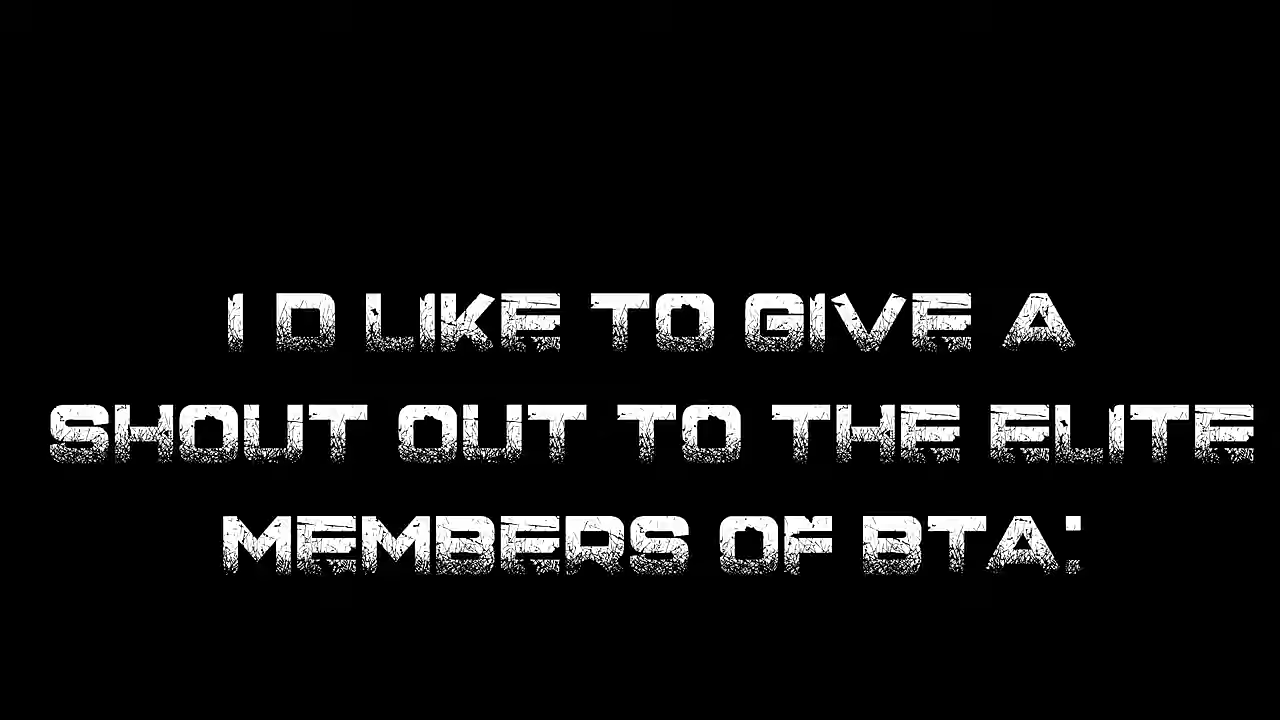 I D LIKE TO GIVE A
SHOUT OUT TO THE ELITE
MEMBERS OF BTA: